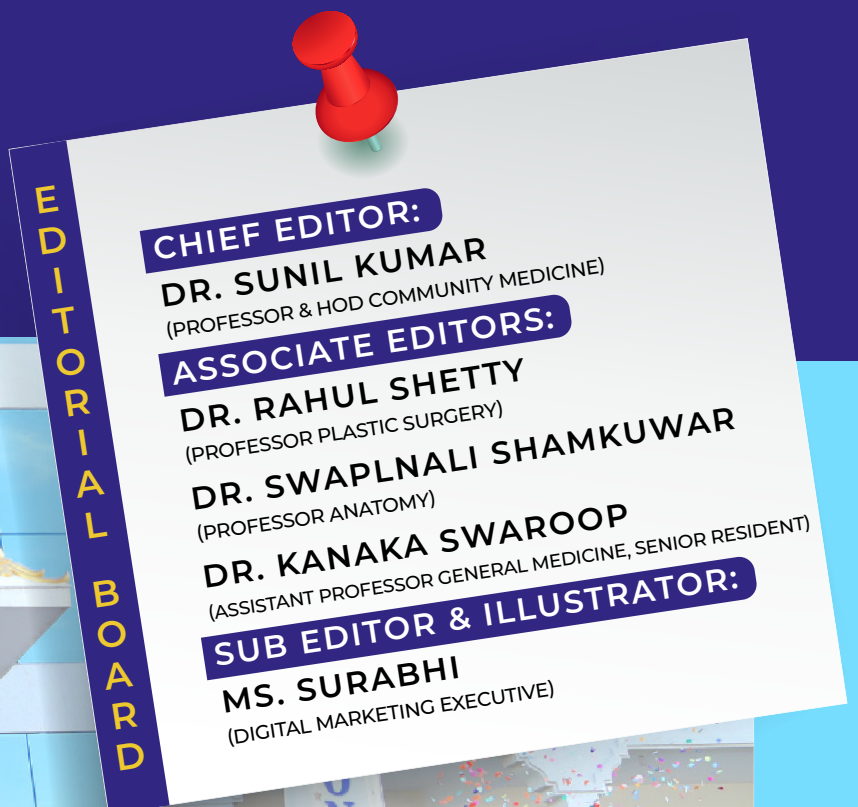 EDITORIAL BOARD
CHIEF EDITOR:
DR. SUNIL KUMAR
(PROFESSOR & HOD COMMUNITY MEDICINE)
ASSOCIATE EDITORS:
DR. RAHUL SHETTY
(PROFESSOR PLASTIC SURGERY)
DR. SWAPLNALI SHAMKUWAR
(PROFESSOR ANATOMY)
DR. KANAKA SWAROOP
(ASSISTANT PROFESSOR GENERAL MEDICINE, SENIOR RESIDENT)
SUB EDITOR & ILLUSTRATOR:
MS. SURABHI
(DIGITAL MARKETING EXECUTIVE)